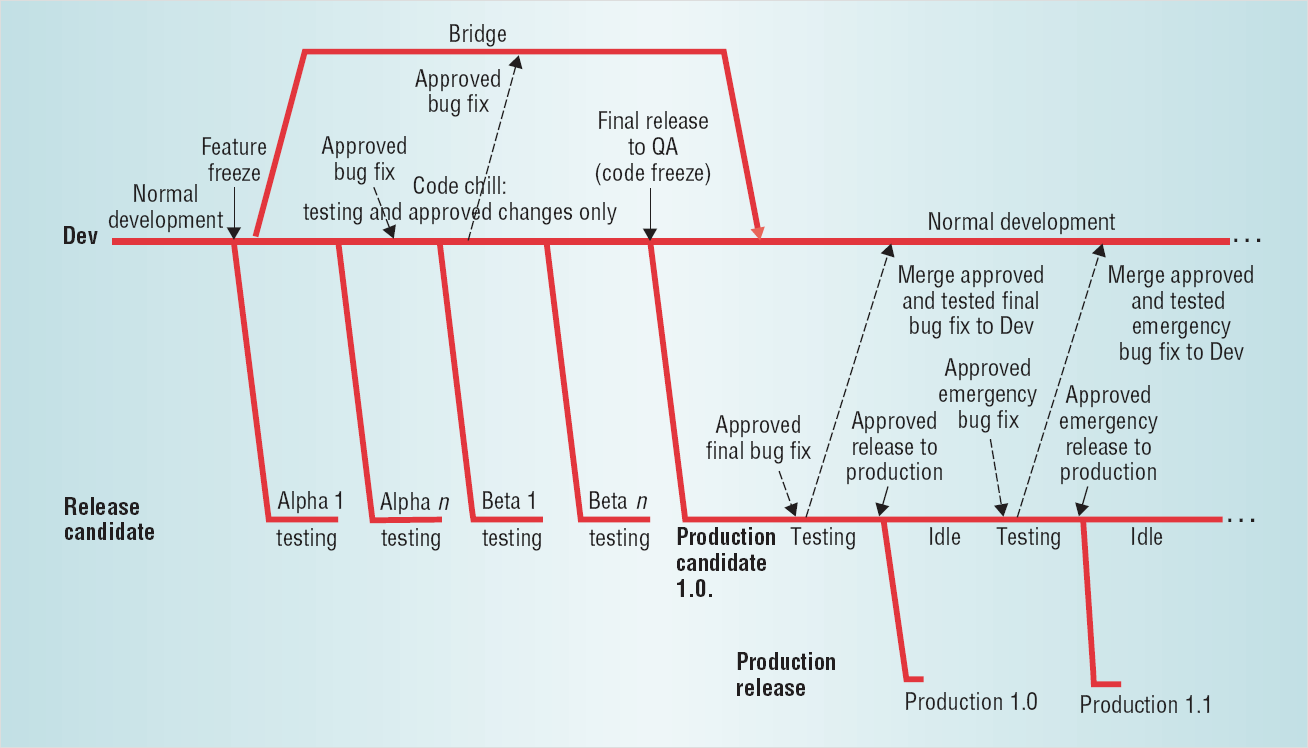 Bridge
Approved
bug fix
Final release
to QA
(code freeze)
Feature
freeze
Approved
bug fix
Code chill:
testing and approved changes only
Normal
development
Dev
Normal development
...
Merge approved
and tested final
bug fix to Dev
Merge approved
and tested
emergency
bug fix to Dev
Approved
emergency
bug fix
Approved
emergency
release to
production
Approved
final bug fix
Approved
release to
production
Release
candidate
Alpha 1
testing
Alpha n
testing
Beta 1
testing
Beta n
testing
Production
candidate
1.0.
Testing
Idle
Testing
Idle
...
Production
release
Production 1.0
Production 1.1